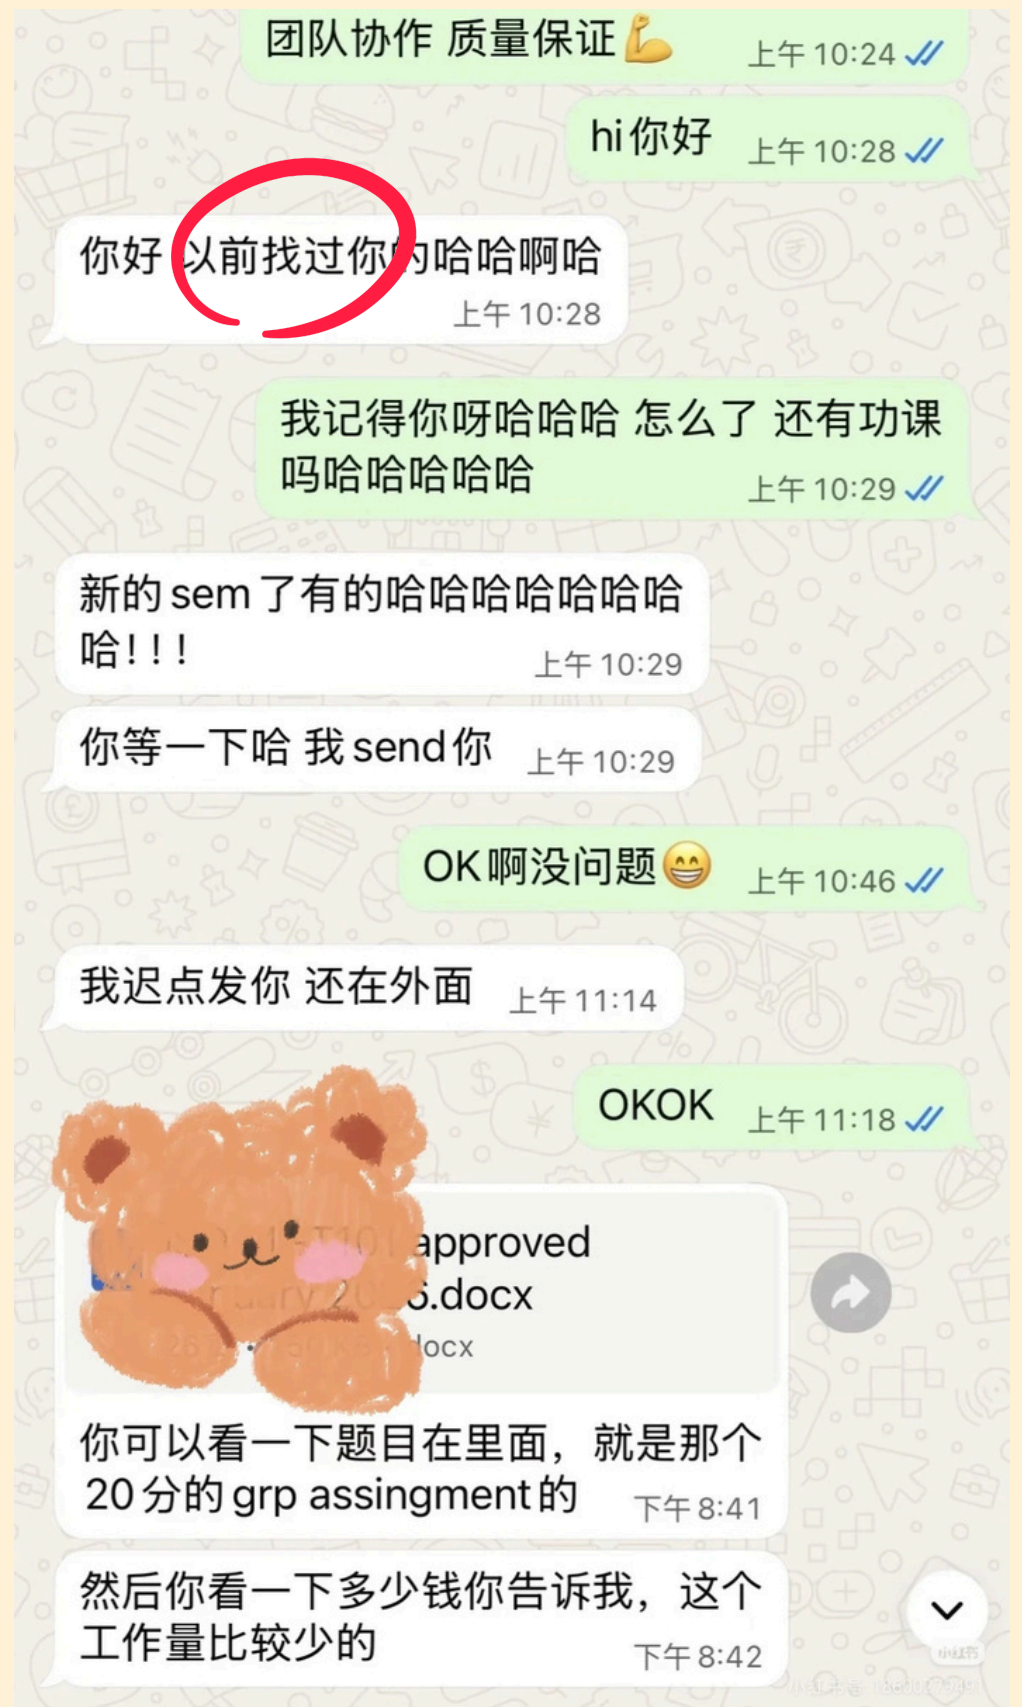 团队协作 质量保证💪 上午 10:24
hi你好 上午 10:28
你好 以前找过你的哈哈啊哈
上午 10:28
我记得你呀哈哈哈 怎么了 还有功课
吗哈哈哈哈哈 上午 10:29
新的 sem 了有的哈哈哈哈哈哈哈
哈！！！ 上午 10:29
你等一下哈 我 send 你 上午 10:29
OK 啊没问题😁 上午 10:46
我迟点发你 还在外面 上午 11:14
OKOK 上午 11:18
approved
6.docx
docx
你可以看一下题目在里面，就是那个
20 分的 grp assingment 的 下午 8:41
然后你看一下多少钱你告诉我，这个
工作量比较少的 下午 8:42
小红书